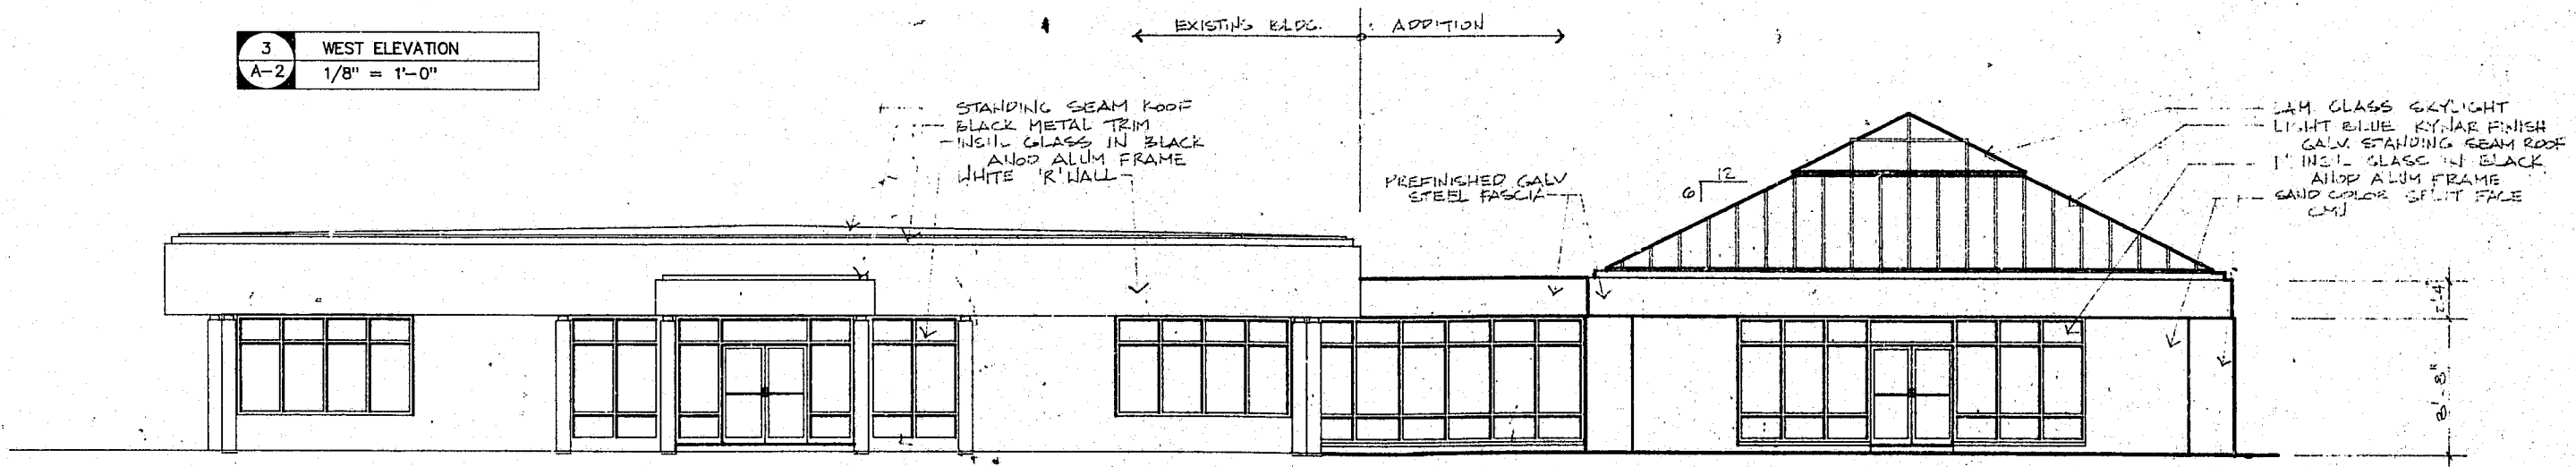 3
A-2
WEST ELEVATION
1/8" = 1'-0"
EXISTING BLDG.
ADDITION
STANDING SEAM ROOF
BLACK METAL TRIM
INSUL GLASS IN BLACK
ANOD ALUM FRAME
WHITE 'R' WALL
PREFINISHED GALV
STEEL FASCIA
12
6
LAM. GLASS SKYLIGHT
LIGHT BLUE KYNAR FINISH
GALV. STANDING SEAM ROOF
1" INSUL GLASS IN BLACK
ANOD ALUM FRAME
SAND COLOR SPLIT FACE
CMU
2'-4"
8'-8"